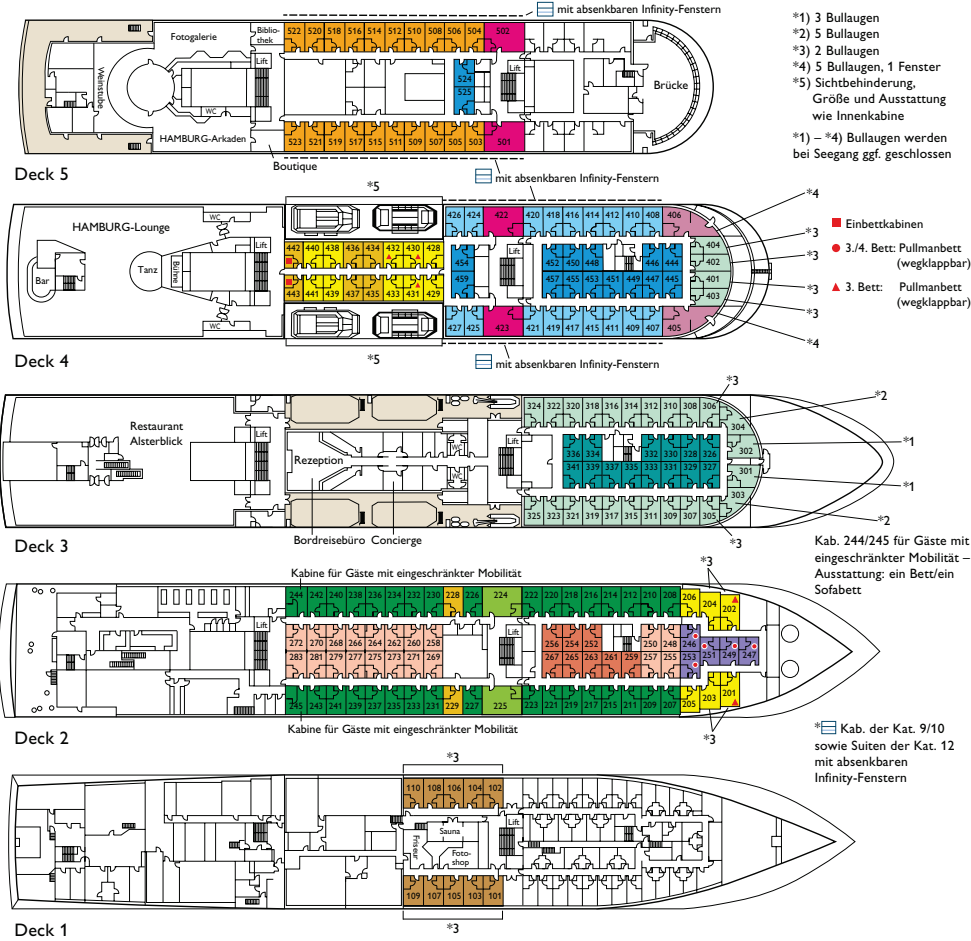 mit absenkbaren Infinity-Fenstern
Fotogalerie
Biblio-
thek
522 520 518 516 514 512 510 508 506 504 502
Lift
Lift
Weinstube
524
525
Brücke
WC
HAMBURG-Arkaden
523 521 519 517 515 511 509 507 505 503 501
Boutique
Deck 5
mit absenkbaren Infinity-Fenstern
*1) 3 Bullaugen
*2) 5 Bullaugen
*3) 2 Bullaugen
*4) 5 Bullaugen, 1 Fenster
*5) Sichtbehinderung,
Größe und Ausstattung
wie Innenkabine
*1) – *4) Bullaugen werden
bei Seegang ggf. geschlossen
*5
*4
*3
*3
*3
*3
*4
HAMBURG-Lounge
WC
426 424 422 420 418 416 414 412 410 408 406
Lift
Lift
442 440 438 436 434 432 430 428
404
402
401
403
454 452 450 448 446 444
Bar
Tanz
Bühne
459 457 455 453 451 449 447 445
443 441 439 437 435 433 431 429
WC
427 425 423 421 419 417 415 411 409 407 405
*5
Deck 4
mit absenkbaren Infinity-Fenstern
Einbettkabinen
3./4. Bett: Pullmanbett
(wegklappbar)
3. Bett: Pullmanbett
(wegklappbar)
*3
*2
*1
*1
*2
*3
Restaurant
Alsterblick
324 322 320 318 316 314 312 310 308 306
304
302
301
303
Lift
Lift
WC
WC
Rezeption
336 334 332 330 328 326
341 339 337 335 333 331 329 327
325 323 321 319 317 315 311 309 307 305
Bordreisebüro Concierge
Deck 3
Kab. 244/245 für Gäste mit
eingeschränkter Mobilität –
Ausstattung: ein Bett/ein
Sofabett
Kabine für Gäste mit eingeschränkter Mobilität
*3
244 242 240 238 236 234 232 230 228 226 224 222 220 218 216 214 212 210 208 206 204 202
Lift
Lift
272 270 268 266 264 262 260 258 256 254 252 250 248 246
283 281 279 277 275 273 271 269 267 265 263 261 259 257 255 253 251 249 247
245 243 241 239 237 235 233 231 229 227 225 223 221 219 217 215 211 209 207 205 203 201
Kabine für Gäste mit eingeschränkter Mobilität
*3
Deck 2
* Kab. der Kat. 9/10
sowie Suiten der Kat. 12
mit absenkbaren
Infinity-Fenstern
*3
110 108 106 104 102
Lift
Friseur
Sauna
Foto-
shop
109 107 105 103 101
*3
Deck 1